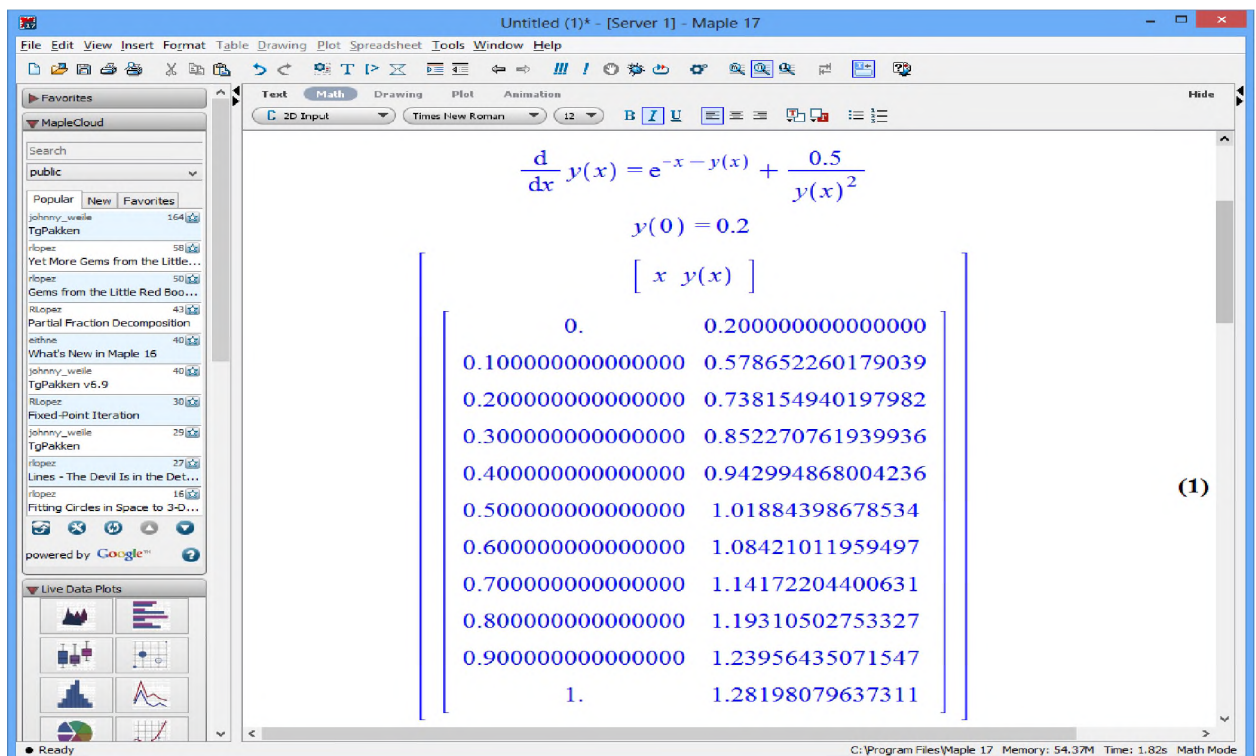 Untitled (1)* - [Server 1] - Maple 17
File Edit View Insert Format Table Drawing Plot Spreadsheet Tools Window Help
Favorites
MapleCloud
Search
public
Popular New Favorites
johnny_weile 164
TgPakken
rlopez 58
Yet More Gems from the Little...
rlopez 50
Gems from the Little Red Boo...
RLopez 43
Partial Fraction Decomposition
eithne 40
What's New in Maple 16
johnny_weile 40
TgPakken v6.9
RLopez 30
Fixed-Point Iteration
johnny_weile 29
TgPakken
rlopez 27
Lines - The Devil Is in the Det...
rlopez 16
Fitting Circles in Space to 3-D...
powered by Google™
Live Data Plots
Text Math Drawing Plot Animation Hide
C 2D Input Times New Roman 12 B I U
d/dx y(x) = e^(-x - y(x)) + 0.5/y(x)^2
y(0) = 0.2
[ x y(x) ]
0. 0.200000000000000
0.100000000000000 0.578652260179039
0.200000000000000 0.738154940197982
0.300000000000000 0.852270761939936
0.400000000000000 0.942994868004236
0.500000000000000 1.01884398678534
0.600000000000000 1.08421011959497
0.700000000000000 1.14172204400631
0.800000000000000 1.19310502753327
0.900000000000000 1.23956435071547
1. 1.28198079637311
(1)
Ready
C:\Program Files\Maple 17 Memory: 54.37M Time: 1.82s Math Mode